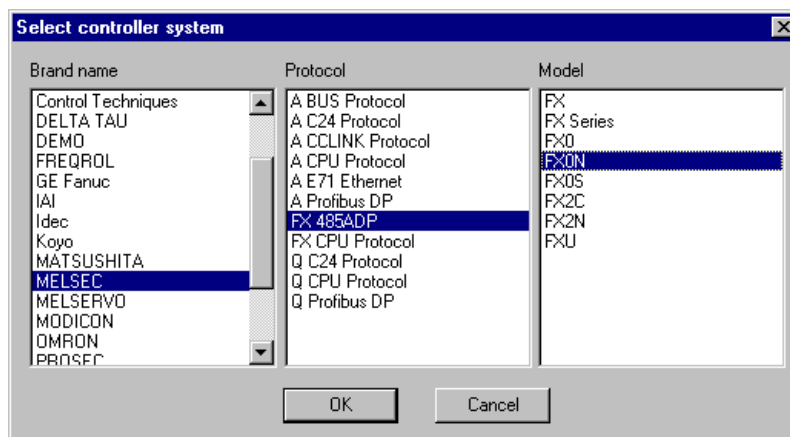 Select controller system
Brand name
Control Techniques
DELTA TAU
DEMO
FREQROL
GE Fanuc
IAI
Idec
Koyo
MATSUSHITA
MELSEC
MELSERVO
MODICON
OMRON
PROSEC
Protocol
A BUS Protocol
A C24 Protocol
A CCLINK Protocol
A CPU Protocol
A E71 Ethernet
A Profibus DP
FX 485ADP
FX CPU Protocol
Q C24 Protocol
Q CPU Protocol
Q Profibus DP
Model
FX
FX Series
FX0
FX0N
FX0S
FX2C
FX2N
FXU
OK
Cancel